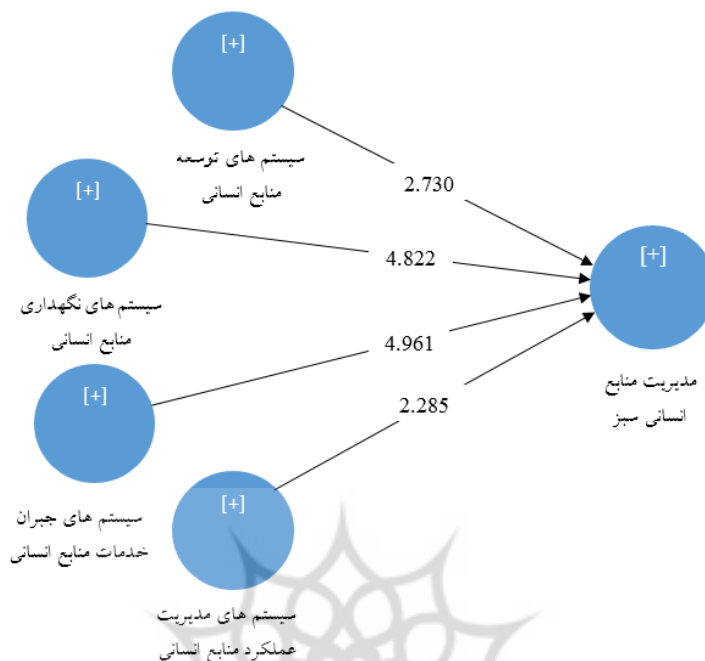 [+]
سیستم های توسعه
منابع انسانی
2.730
[+]
سیستم های نگهداری
منابع انسانی
4.822
[+]
مدیریت منابع
انسانی سبز
[+]
سیستم های جبران
خدمات منابع انسانی
4.961
[+]
سیستم های مدیریت
عملکرد منابع انسانی
2.285